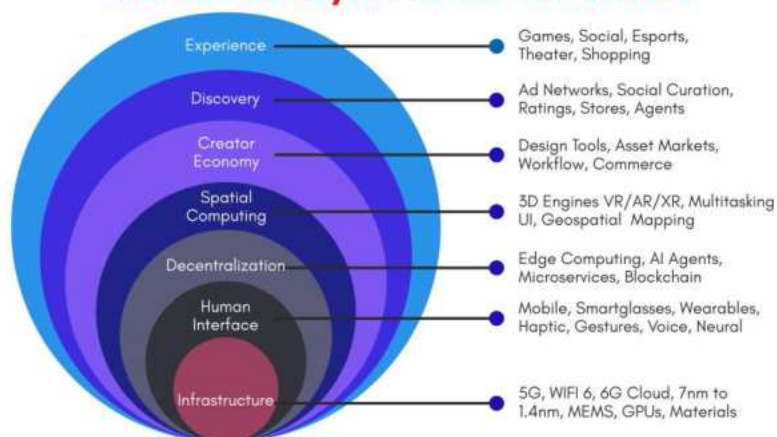 Experience
Games, Social, Esports,
Theater, Shopping
Discovery
Ad Networks, Social Curation,
Ratings, Stores, Agents
Creator
Economy
Design Tools, Asset Markets,
Workflow, Commerce
Spatial
Computing
3D Engines VR/AR/XR, Multitasking
UI, Geospatial Mapping
Decentralization
Edge Computing, AI Agents,
Microservices, Blockchain
Human
Interface
Mobile, Smartglasses, Wearables,
Haptic, Gestures, Voice, Neural
Infrastructure
5G, WIFI 6, 6G Cloud, 7nm to
1.4nm, MEMS, GPUs, Materials